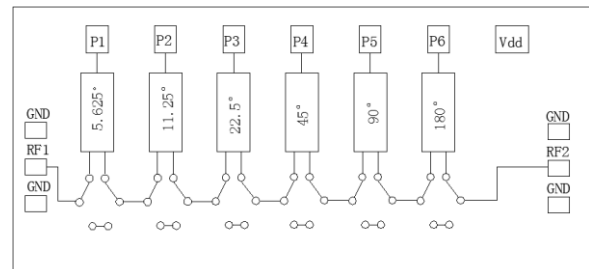 P1 P2 P3 P4 P5 P6 Vdd
5.625° 11.25° 22.5° 45° 90° 180°
GND GND
RF1 RF2
GND GND